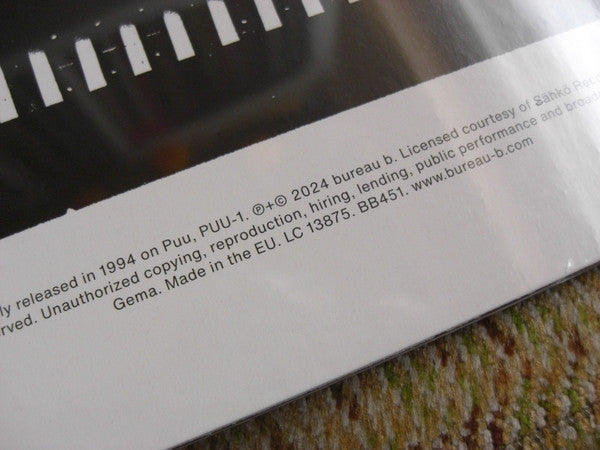 ly released in 1994 on Puu, PUU-1. ℗+© 2024 bureau b. Licensed courtesy of Sähkö Rec
rved. Unauthorized copying, reproduction, hiring, lending, public performance and broad
Gema. Made in the EU. LC 13875. BB451. www.bureau-b.com